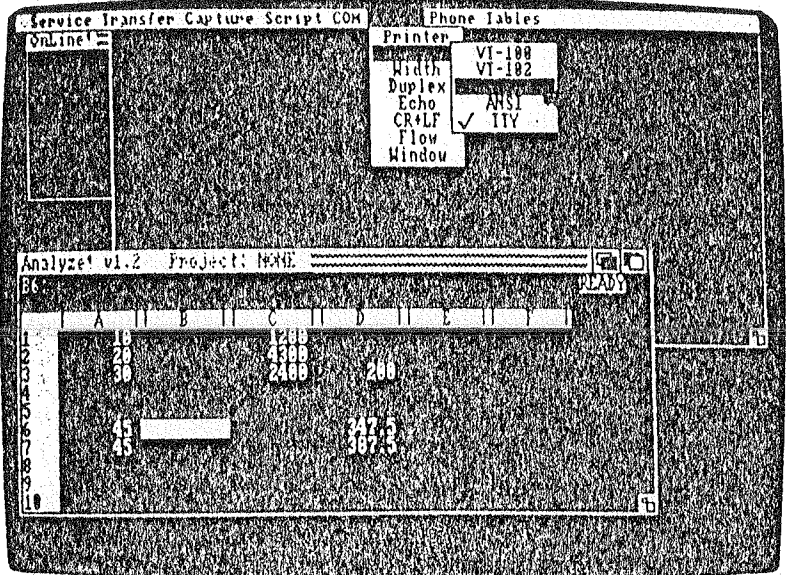 Service Transfer Capture Script COM Phone Tables
OnLine!
Printer
VT-100
Width VT-102
Duplex
Echo ANSI
CR+LF ✓ TTY
Flow
Window
Analyze! v1.2 Project: NONE
B6: READY
A B C D E F
1 10 1200
2 20 4300
3 30 2400 200
4
5
6 45 347.5
7 45 387.5
8
9
10